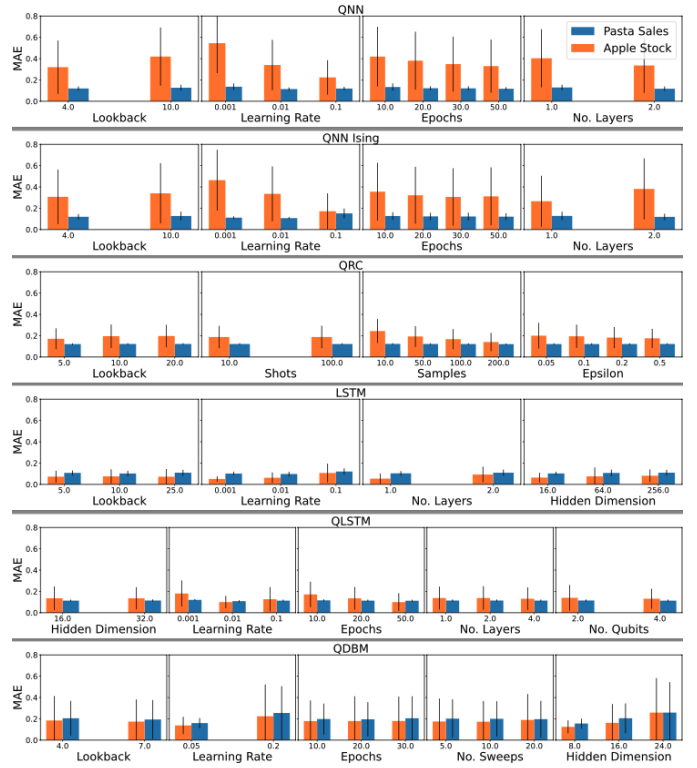 QNN
MAE
0.8
0.6
0.4
0.2
0.0
Pasta Sales
Apple Stock
4.0 10.0 0.001 0.01 0.1 10.0 20.0 30.0 50.0 1.0 2.0
Lookback Learning Rate Epochs No. Layers
QNN Ising
MAE
0.8
0.6
0.4
0.2
0.0
4.0 10.0 0.001 0.01 0.1 10.0 20.0 30.0 50.0 1.0 2.0
Lookback Learning Rate Epochs No. Layers
QRC
MAE
0.8
0.6
0.4
0.2
0.0
5.0 10.0 20.0 10.0 100.0 10.0 50.0 100.0 200.0 0.05 0.1 0.2 0.5
Lookback Shots Samples Epsilon
LSTM
MAE
0.8
0.6
0.4
0.2
0.0
5.0 10.0 25.0 0.001 0.01 0.1 1.0 2.0 16.0 64.0 256.0
Lookback Learning Rate No. Layers Hidden Dimension
QLSTM
MAE
0.8
0.6
0.4
0.2
0.0
16.0 32.0 0.001 0.01 0.1 10.0 20.0 50.0 1.0 2.0 4.0 2.0 4.0
Hidden Dimension Learning Rate Epochs No. Layers No. Qubits
QDBM
MAE
0.8
0.6
0.4
0.2
0.0
4.0 7.0 0.05 0.2 10.0 20.0 30.0 5.0 10.0 20.0 8.0 16.0 24.0
Lookback Learning Rate Epochs No. Sweeps Hidden Dimension